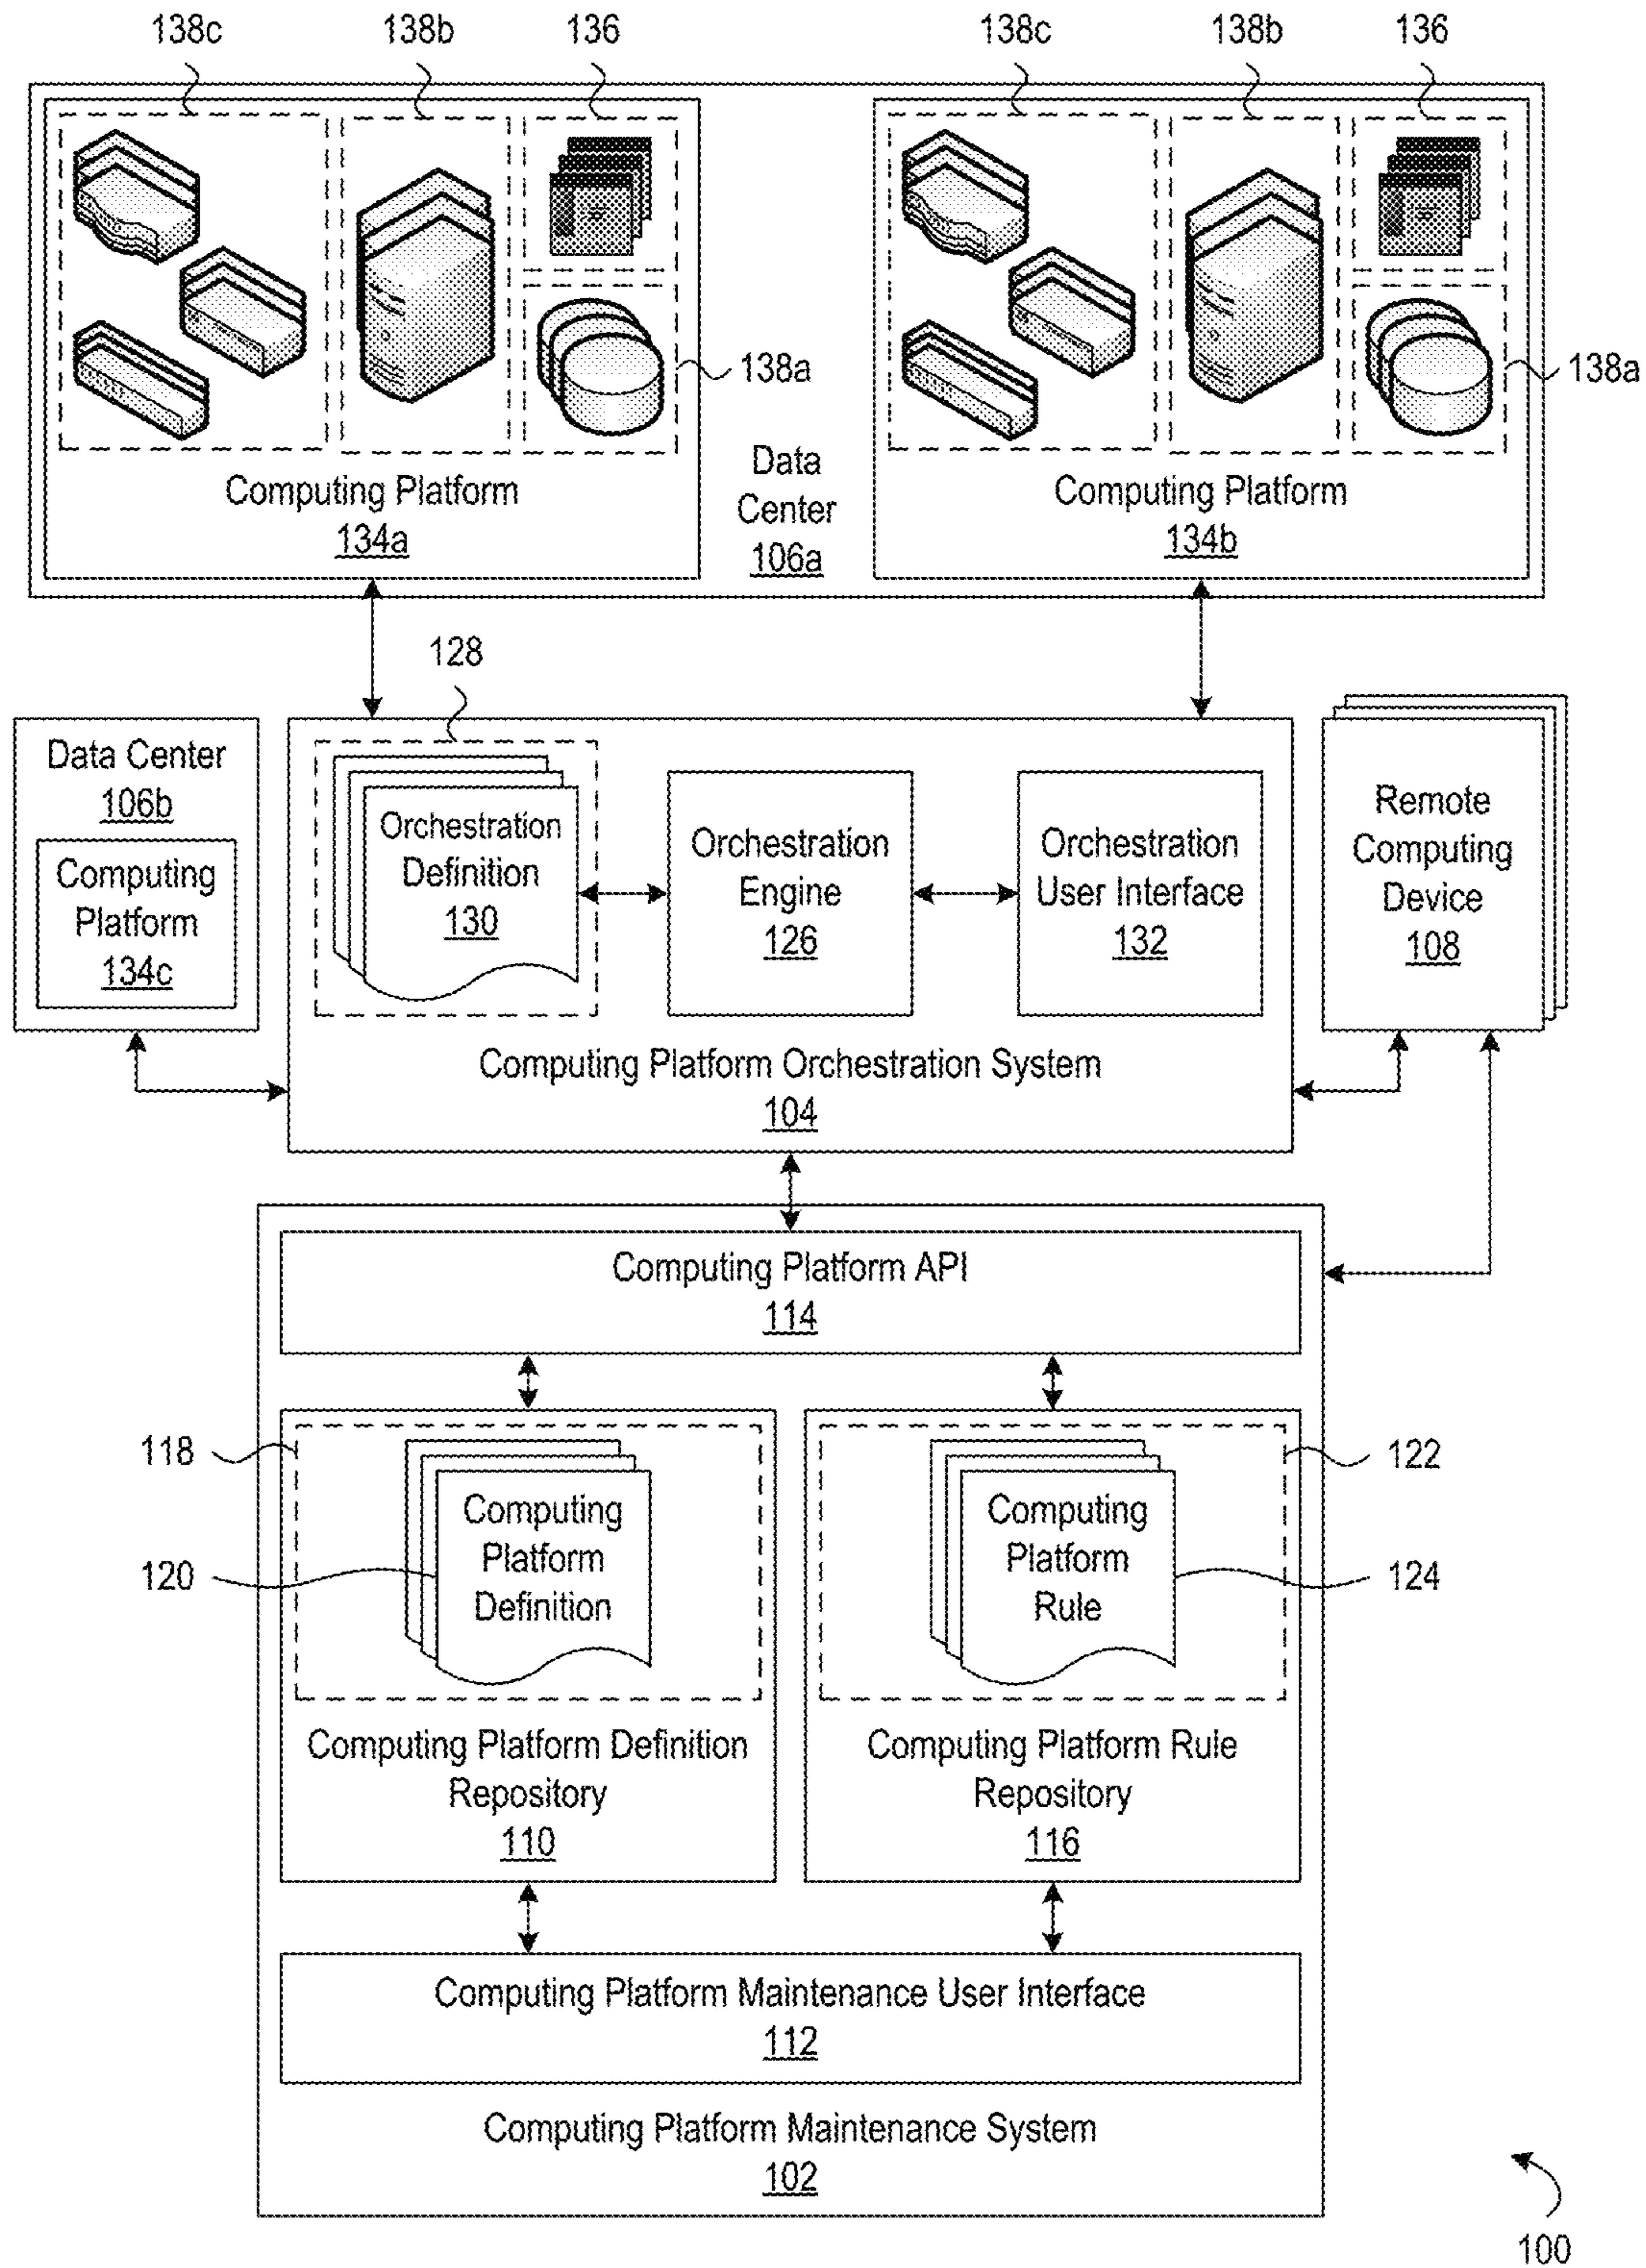 138c 138b 136 138c 138b 136
138a 138a
Computing Platform
134a
Data
Center
106a
Computing Platform
134b
128
Data Center
106b
Computing
Platform
134c
Orchestration
Definition
130
Orchestration
Engine
126
Orchestration
User Interface
132
Remote
Computing
Device
108
Computing Platform Orchestration System
104
Computing Platform API
114
118
122
Computing
Platform
Definition
120
Computing
Platform
Rule
124
Computing Platform Definition
Repository
110
Computing Platform Rule
Repository
116
Computing Platform Maintenance User Interface
112
Computing Platform Maintenance System
102
100